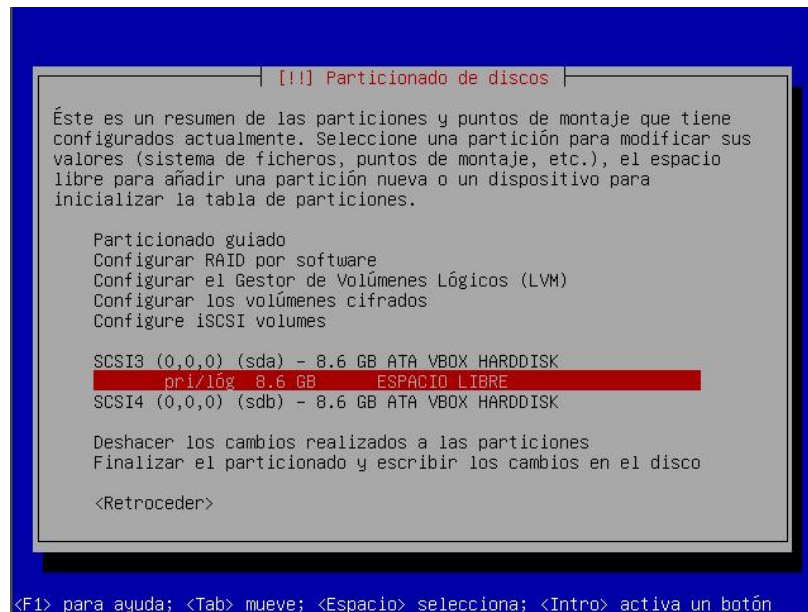 [!!] Particionado de discos
Éste es un resumen de las particiones y puntos de montaje que tiene
configurados actualmente. Seleccione una partición para modificar sus
valores (sistema de ficheros, puntos de montaje, etc.), el espacio
libre para añadir una partición nueva o un dispositivo para
inicializar la tabla de particiones.
Particionado guiado
Configurar RAID por software
Configurar el Gestor de Volúmenes Lógicos (LVM)
Configurar los volúmenes cifrados
Configure iSCSI volumes
SCSI3 (0,0,0) (sda) - 8.6 GB ATA VBOX HARDDISK
pri/lóg 8.6 GB ESPACIO LIBRE
SCSI4 (0,0,0) (sdb) - 8.6 GB ATA VBOX HARDDISK
Deshacer los cambios realizados a las particiones
Finalizar el particionado y escribir los cambios en el disco
<Retroceder>
<F1> para ayuda; <Tab> mueve; <Espacio> selecciona; <Intro> activa un botón